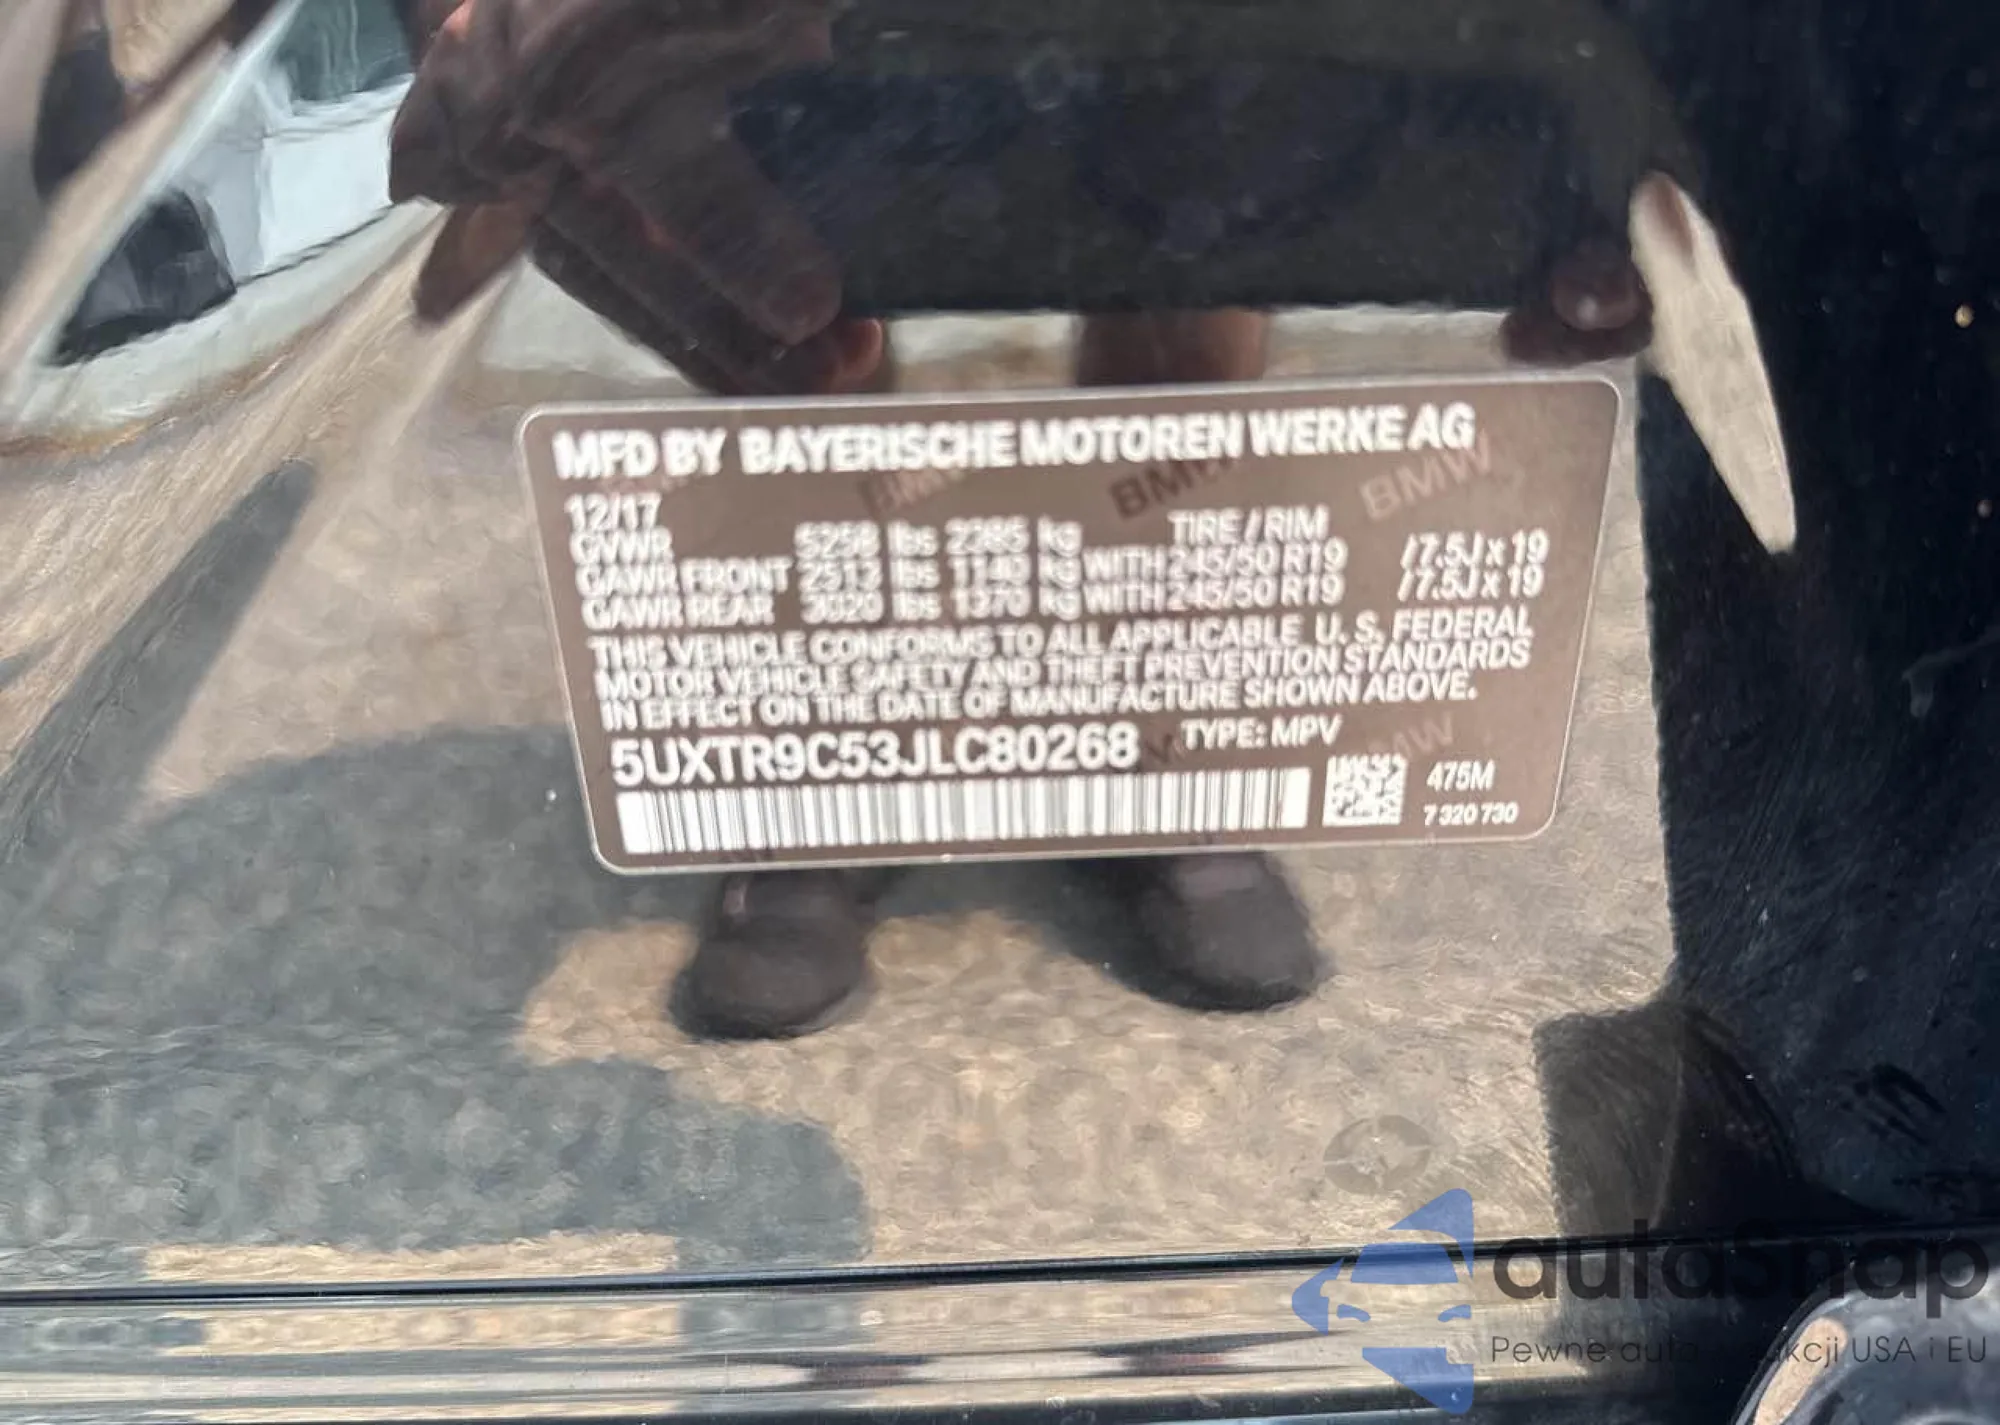 MFD BY BAYERISCHE MOTOREN WERKE AG
12/17
TIRE / RIM
GVWR 5258 lbs 2385 kg
GAWR FRONT 2513 lbs 1140 kg WITH 245/50 R19 /7.5J x 19
GAWR REAR 3020 lbs 1370 kg WITH 245/50 R19 /7.5J x 19
THIS VEHICLE CONFORMS TO ALL APPLICABLE U. S. FEDERAL
MOTOR VEHICLE SAFETY AND THEFT PREVENTION STANDARDS
IN EFFECT ON THE DATE OF MANUFACTURE SHOWN ABOVE.
5UXTR9C53JLC80268 TYPE: MPV
475M
7 320 730
BMW BMW BMW
autosnap
Pewne auta z aukcji USA i EU